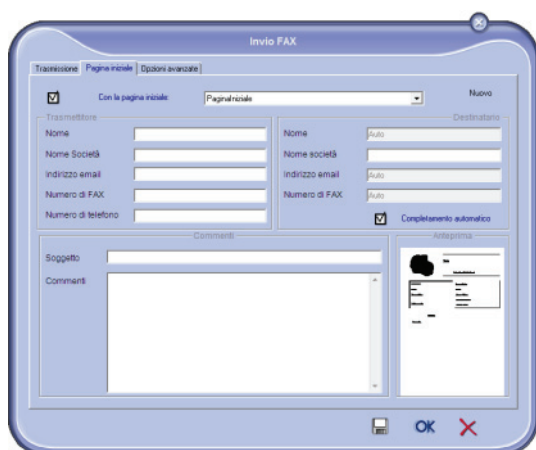 Invio FAX
Trasmissione Pagina iniziale Opzioni avanzate
Con la pagina iniziale PaginaIniziale Nuovo
Trasmettitore Destinatario
Nome Nome Auto
Nome Società Nome società
Indirizzo email Indirizzo email Auto
Numero di FAX Numero di FAX Auto
Numero di telefono Completamento automatico
Commenti Anteprima
Soggetto
Commenti
OK